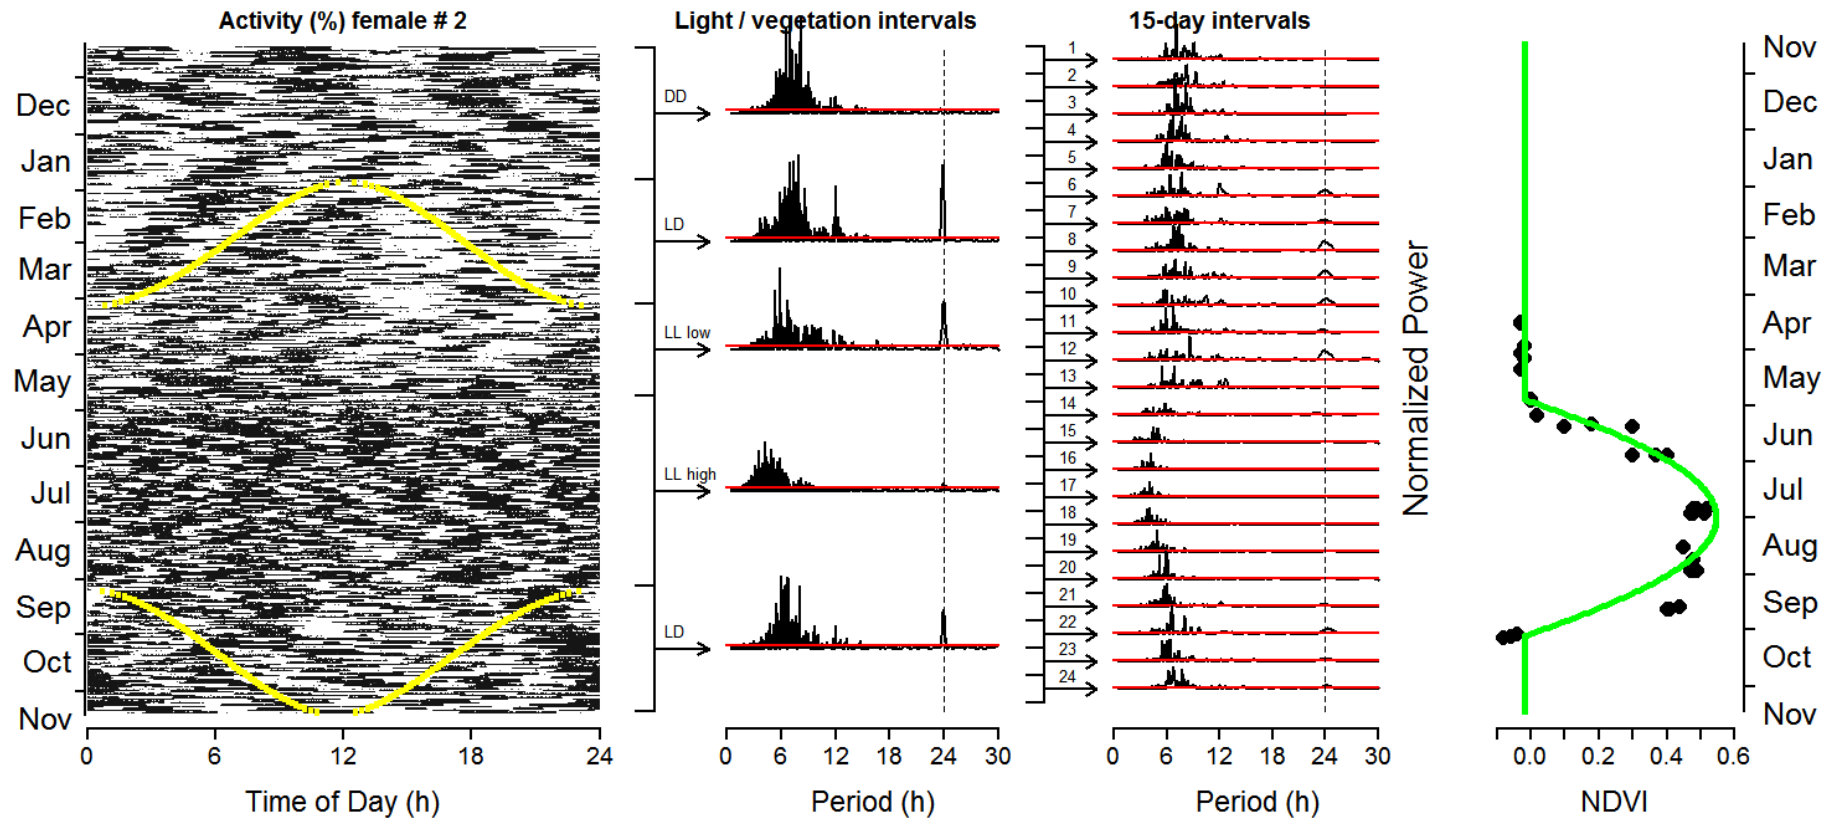 Activity (%) female # 2
Dec
Jan
Feb
Mar
Apr
May
Jun
Jul
Aug
Sep
Oct
Nov
0 6 12 18 24
Time of Day (h)
Light / vegetation intervals
DD
LD
LL low
LL high
LD
0 6 12 18 24 30
Period (h)
15-day intervals
1
2
3
4
5
6
7
8
9
10
11
12
13
14
15
16
17
18
19
20
21
22
23
24
0 6 12 18 24 30
Period (h)
Normalized Power
Nov
Dec
Jan
Feb
Mar
Apr
May
Jun
Jul
Aug
Sep
Oct
Nov
0.0 0.2 0.4 0.6
NDVI